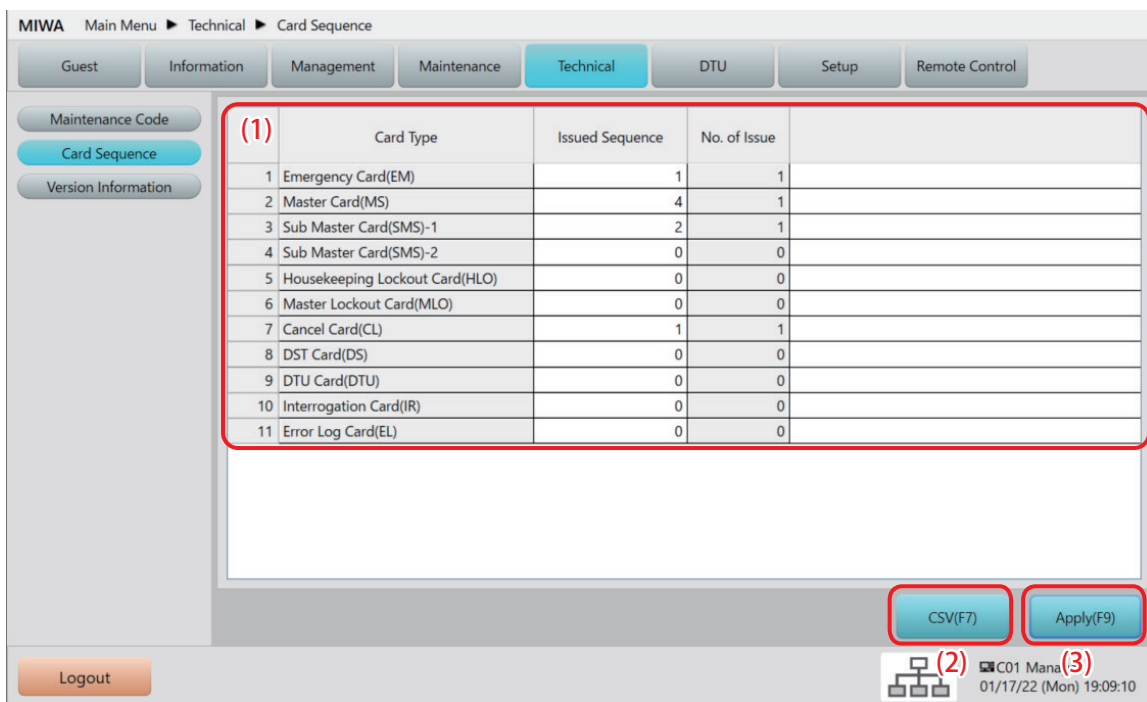 MIWA Main Menu ▶ Technical ▶ Card Sequence
Guest Information Management Maintenance Technical DTU Setup Remote Control
Maintenance Code
Card Sequence
Version Information
(1) Card Type Issued Sequence No. of Issue
1 Emergency Card(EM) 1 1
2 Master Card(MS) 4 1
3 Sub Master Card(SMS)-1 2 1
4 Sub Master Card(SMS)-2 0 0
5 Housekeeping Lockout Card(HLO) 0 0
6 Master Lockout Card(MLO) 0 0
7 Cancel Card(CL) 1 1
8 DST Card(DS) 0 0
9 DTU Card(DTU) 0 0
10 Interrogation Card(IR) 0 0
11 Error Log Card(EL) 0 0
CSV(F7) Apply(F9)
(2) (3)
Logout
C01 Mana
01/17/22 (Mon) 19:09:10